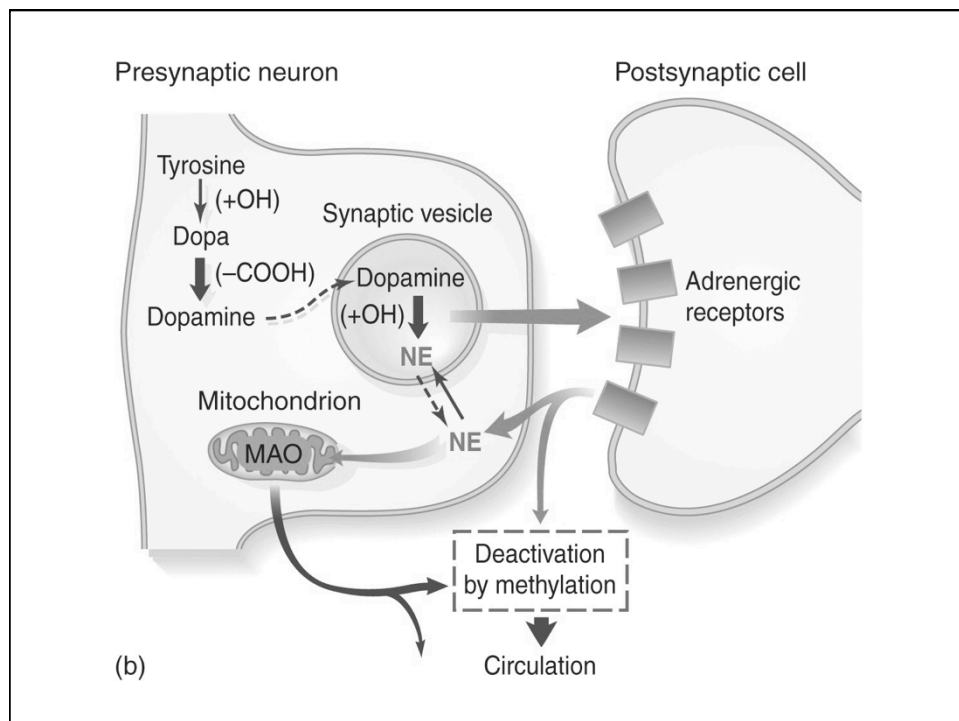 Presynaptic neuron
Postsynaptic cell
Tyrosine
(+OH)
Dopa
(–COOH)
Dopamine
Synaptic vesicle
Dopamine
(+OH)
NE
Adrenergic
receptors
Mitochondrion
MAO
NE
Deactivation
by methylation
Circulation
(b)